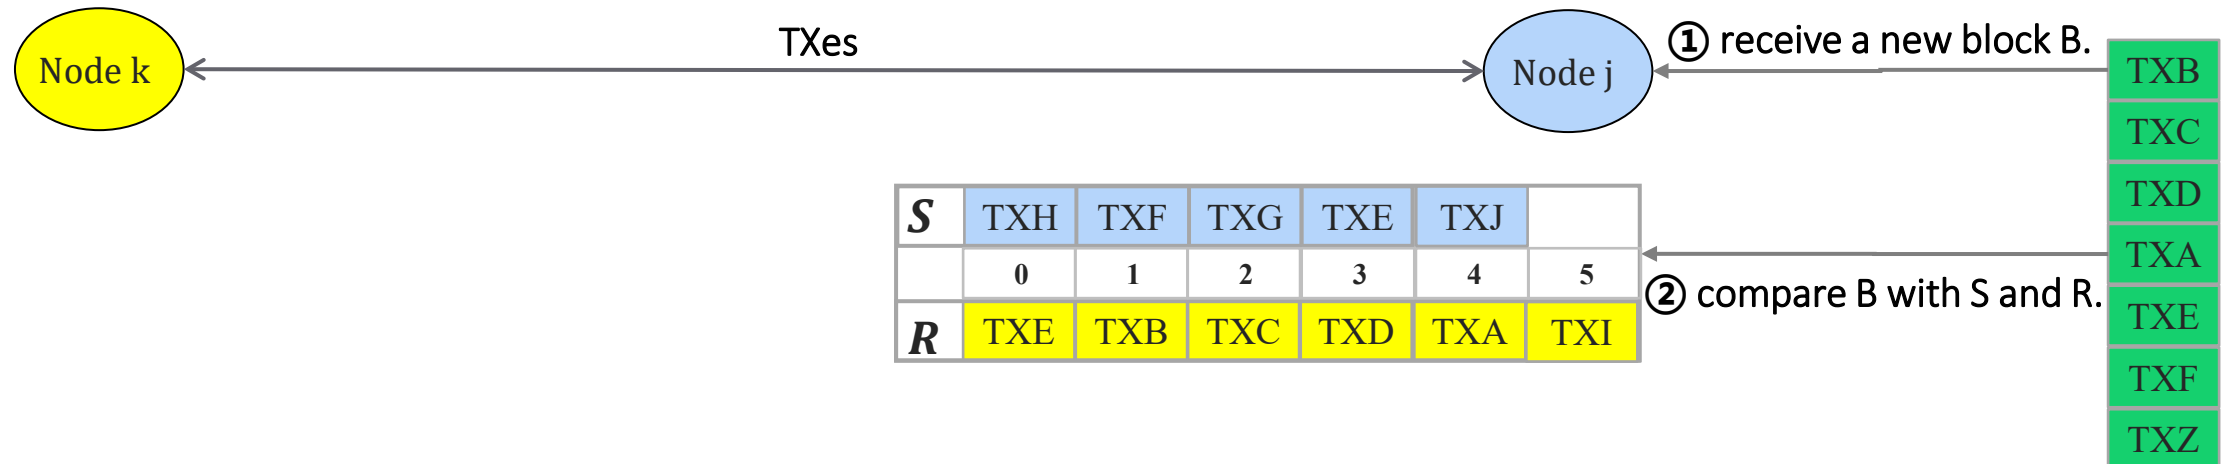 Node k
TXes
Node j
① receive a new block B.
TXB
TXC
TXD
TXA
TXE
TXF
TXZ
S TXH TXF TXG TXE TXJ
0 1 2 3 4 5
R TXE TXB TXC TXD TXA TXI
② compare B with S and R.